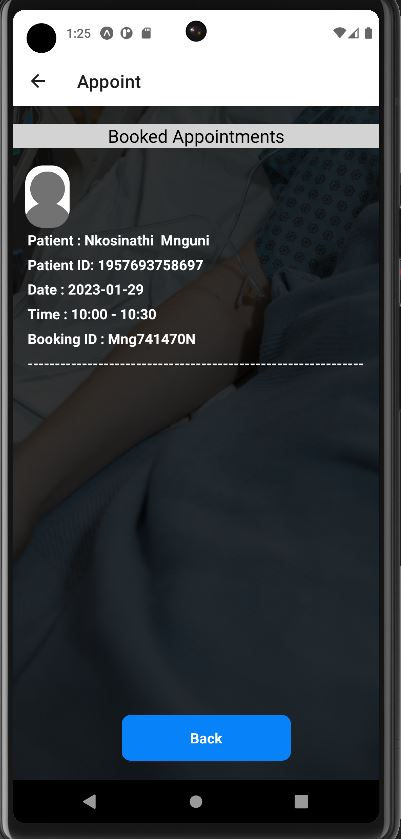 1:25
Appoint
Booked Appointments
Patient : Nkosinathi  Mnguni
Patient ID: 1957693758697
Date : 2023-01-29
Time : 10:00 - 10:30
Booking ID : Mng741470N
--------------------------------------------------------------------
Back